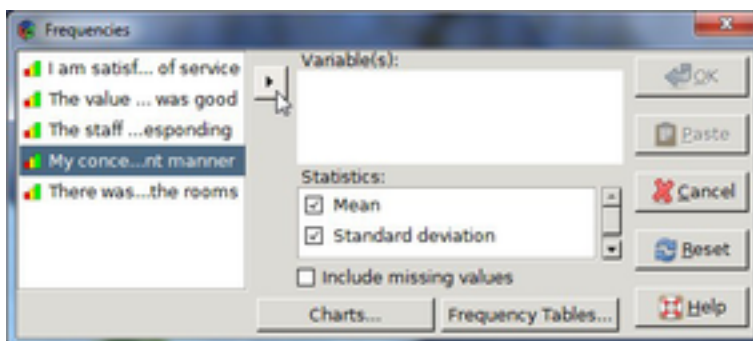 Frequencies
I am satisf... of service
The value ... was good
The staff ...esponding
My conce...nt manner
There was...the rooms
Variable(s):
Statistics:
Mean
Standard deviation
Include missing values
Charts...
Frequency Tables...
OK
Paste
Cancel
Reset
Help